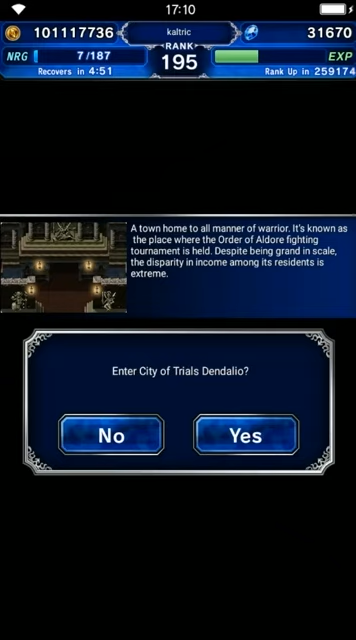 17:10
101117736
kaltric
31670
NRG
7/187
RANK
195
EXP
Recovers in 4:51
Rank Up in 259174
A town home to all manner of warrior. It's known as
the place where the Order of Aldore fighting
tournament is held. Despite being grand in scale,
the disparity in income among its residents is
extreme.
Enter City of Trials Dendalio?
No
Yes